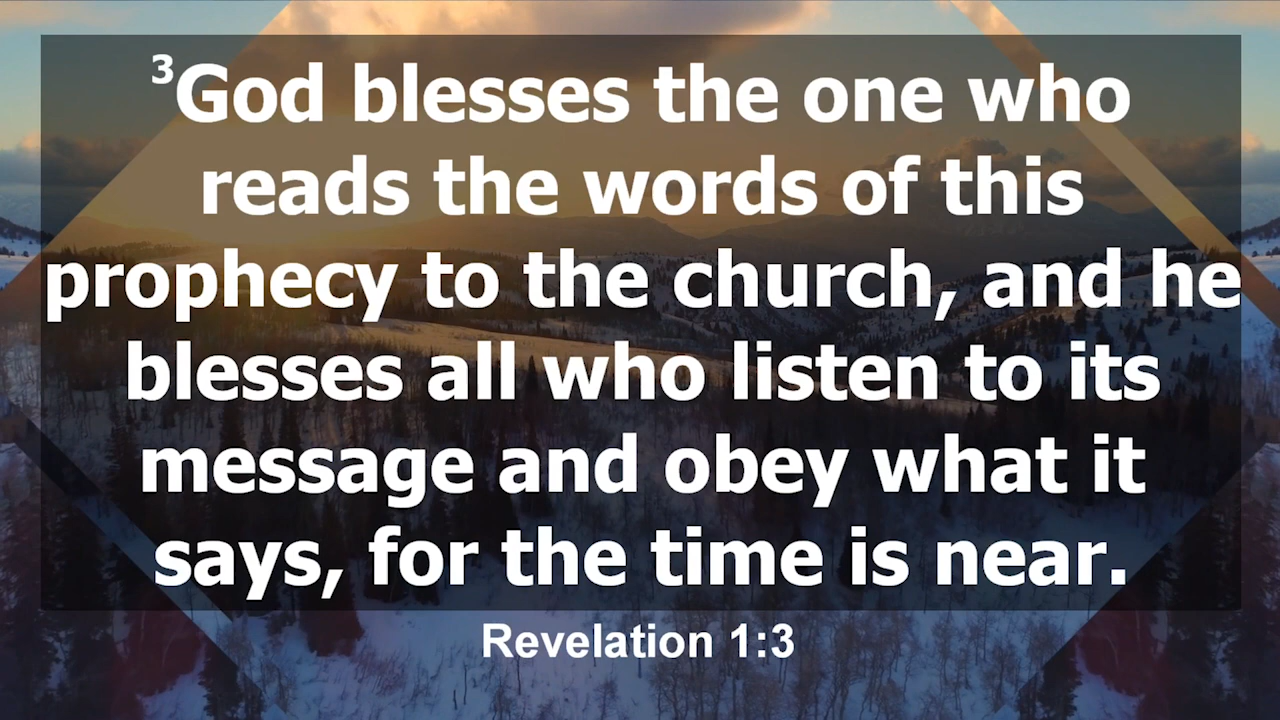 ³God blesses the one who
reads the words of this
prophecy to the church, and he
blesses all who listen to its
message and obey what it
says, for the time is near.
Revelation 1:3